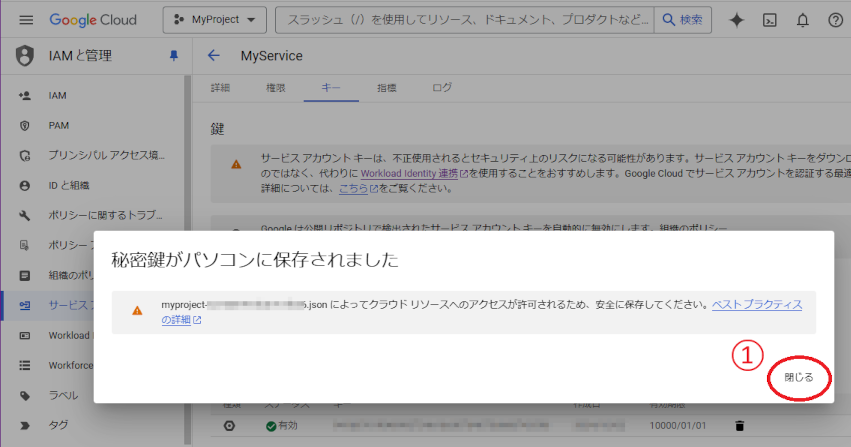 Google Cloud
MyProject
スラッシュ（/）を使用してリソース、ドキュメント、プロダクトなど...
検索
IAM と管理
MyService
詳細
権限
キー
指標
ログ
IAM
PAM
プリンシパル アクセス境...
ID と組織
ポリシーに関するトラブ...
ポリシー
組織のポリ
サービス
Workload
Workforce
ラベル
タグ
鍵
サービス アカウント キーは、不正使用されるとセキュリティ上のリスクになる可能性があります。サービス アカウント キーをダウンロ
のではなく、代わりに Workload Identity 連携を使用することをおすすめします。Google Cloud でサービス アカウントを認証する最適
詳細については、こちらをご覧ください。
Google は公開リポジトリで検出されたサービス アカウント キーを自動的に無効にします。組織のポリシー
秘密鍵がパソコンに保存されました
myproject-
.json によってクラウド リソースへのアクセスが許可されるため、安全に保存してください。ベスト プラクティス
の詳細
①
閉じる
種類
ステータス
キー
作成日
有効期限
有効
10000/01/01